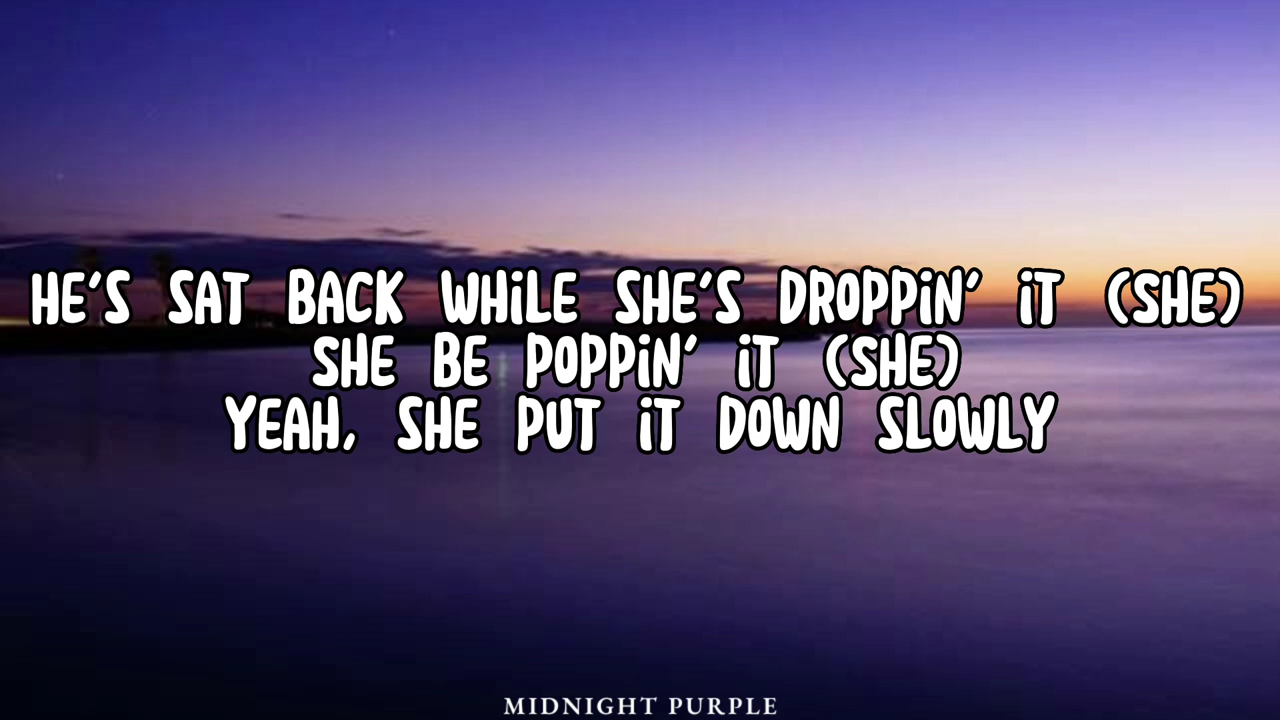 HE'S SAT BACK WHiLE SHE'S DROPPiN' iT (SHE)
SHE BE POPPiN' iT (SHE)
YEAH, SHE PUT iT DOWN SLOWLY
MIDNIGHT PURPLE